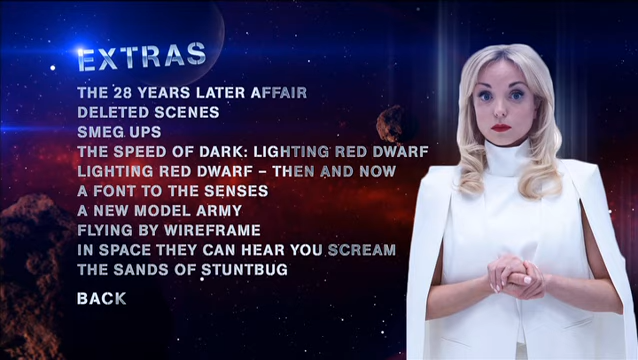 EXTRAS
THE 28 YEARS LATER AFFAIR
DELETED SCENES
SMEG UPS
THE SPEED OF DARK: LIGHTING RED DWARF
LIGHTING RED DWARF – THEN AND NOW
A FONT TO THE SENSES
A NEW MODEL ARMY
FLYING BY WIREFRAME
IN SPACE THEY CAN HEAR YOU SCREAM
THE SANDS OF STUNTBUG
BACK